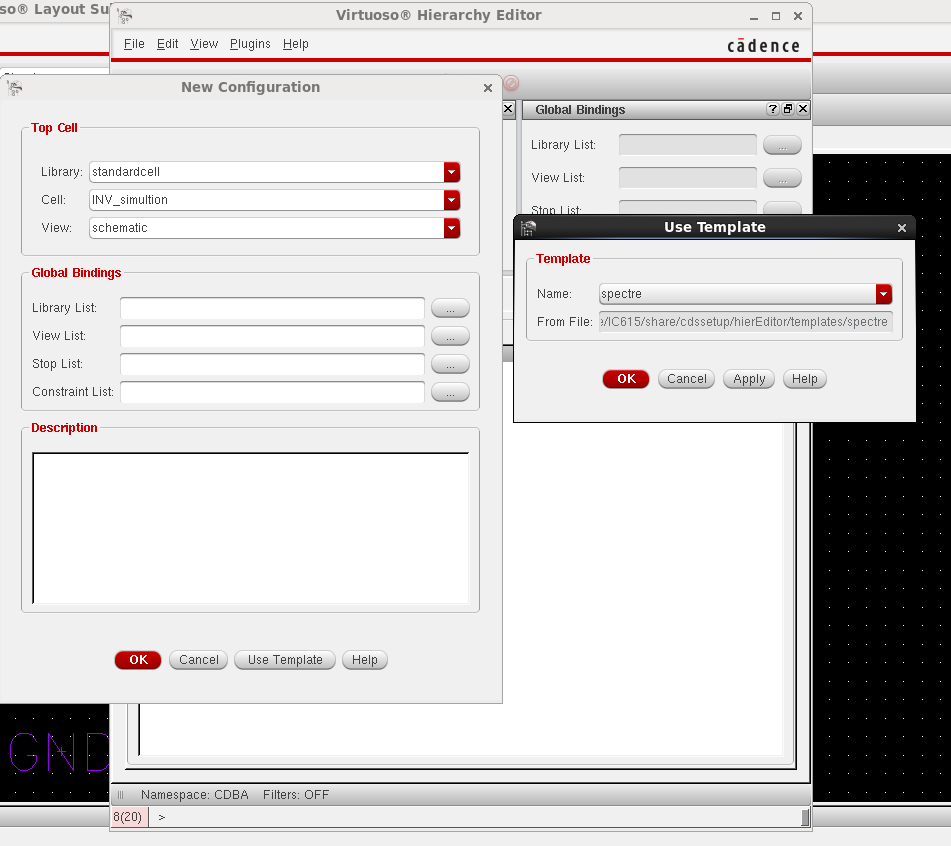 so® Layout Su
Virtuoso® Hierarchy Editor
File Edit View Plugins Help
cādence
New Configuration
Top Cell
Library: standardcell
Cell: INV_simultion
View: schematic
Global Bindings
Library List: ...
View List: ...
Stop List: ...
Constraint List: ...
Description
OK Cancel Use Template Help
Global Bindings
Library List: ...
View List: ...
Stop List:
Use Template
Template
Name: spectre
From File: e/IC615/share/cdssetup/hierEditor/templates/spectre
OK Cancel Apply Help
GND
Namespace: CDBA Filters: OFF
8(20) >